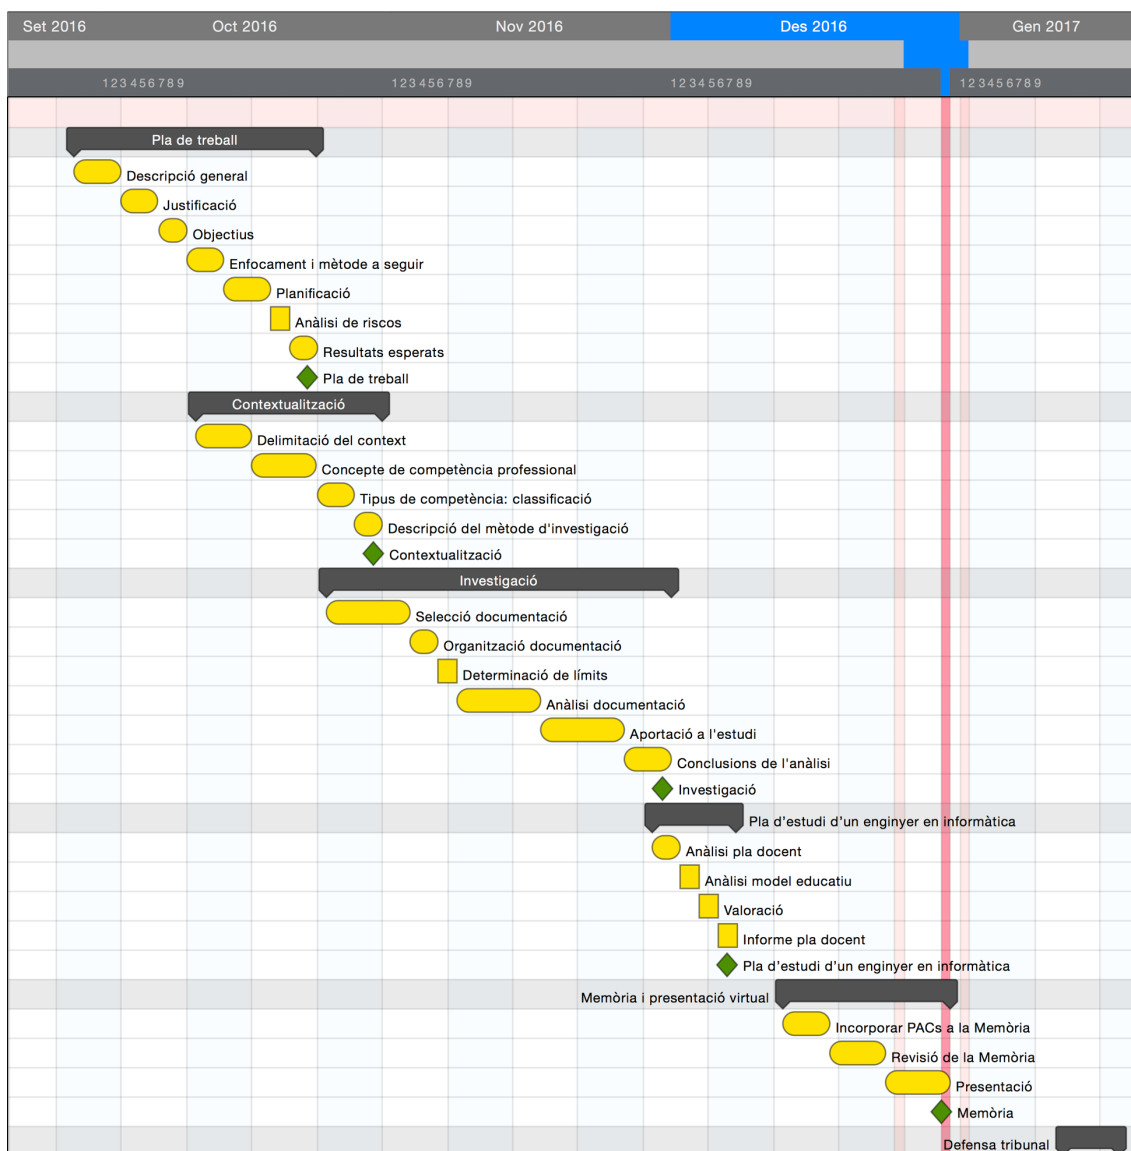 Set 2016 Oct 2016 Nov 2016 Des 2016 Gen 2017
1 2 3 4 5 6 7 8 9 1 2 3 4 5 6 7 8 9 1 2 3 4 5 6 7 8 9 1 2 3 4 5 6 7 8 9
Pla de treball
Descripció general
Justificació
Objectius
Enfocament i mètode a seguir
Planificació
Anàlisi de riscos
Resultats esperats
Pla de treball
Contextualització
Delimitació del context
Concepte de competència professional
Tipus de competència: classificació
Descripció del mètode d'investigació
Contextualització
Investigació
Selecció documentació
Organització documentació
Determinació de límits
Anàlisi documentació
Aportació a l'estudi
Conclusions de l'anàlisi
Investigació
Pla d’estudi d’un enginyer en informàtica
Anàlisi pla docent
Anàlisi model educatiu
Valoració
Informe pla docent
Pla d’estudi d’un enginyer en informàtica
Memòria i presentació virtual
Incorporar PACs a la Memòria
Revisió de la Memòria
Presentació
Memòria
Defensa tribunal